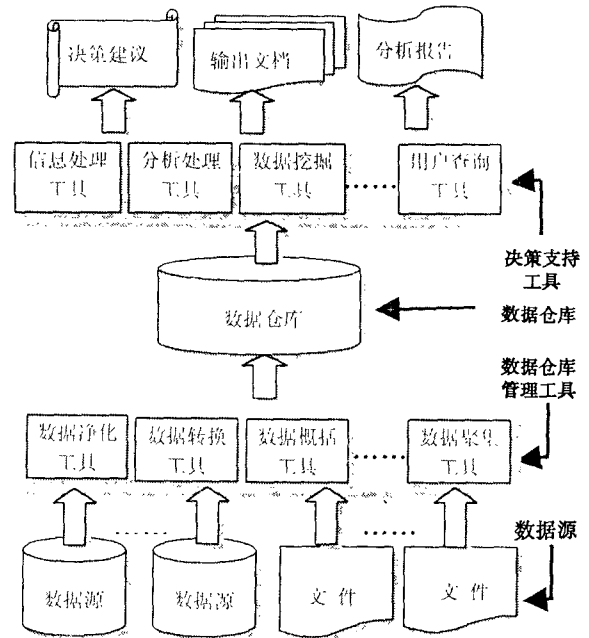 决策建议
输出文档
分析报告
信息处理
工具
分析处理
工具
数据挖掘
工具
......
用户查询
工具
决策支持
工具
数据仓库
数据仓库
数据仓库
管理工具
数据净化
工具
数据转换
工具
数据概括
工具
......
数据聚集
工具
......
......
数据源
数据源
数据源
文件
文件